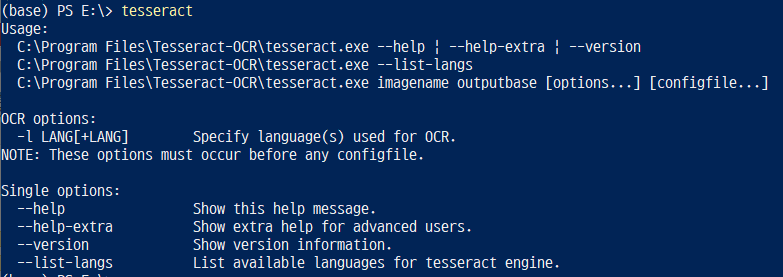 (base) PS E:\> tesseract
Usage:
  C:\Program Files\Tesseract-OCR\tesseract.exe --help | --help-extra | --version
  C:\Program Files\Tesseract-OCR\tesseract.exe --list-langs
  C:\Program Files\Tesseract-OCR\tesseract.exe imagename outputbase [options...] [configfile...]

OCR options:
  -l LANG[+LANG]        Specify language(s) used for OCR.
NOTE: These options must occur before any configfile.

Single options:
  --help                Show this help message.
  --help-extra          Show extra help for advanced users.
  --version             Show version information.
  --list-langs          List available languages for tesseract engine.
(base) PS E:\>